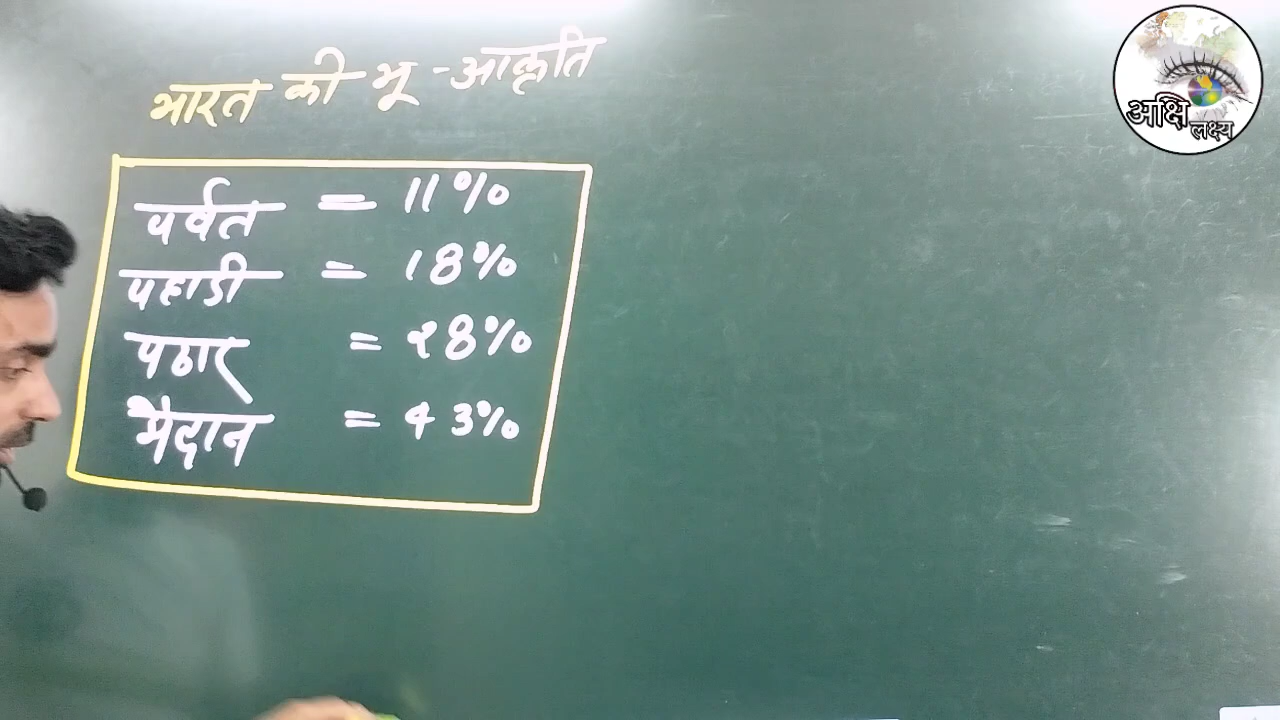 भारत की भू-आकृति
पर्वत = 11%
पहाडी = 18%
पठार = 28%
मैदान = 43%
अक्षि
लक्ष्य